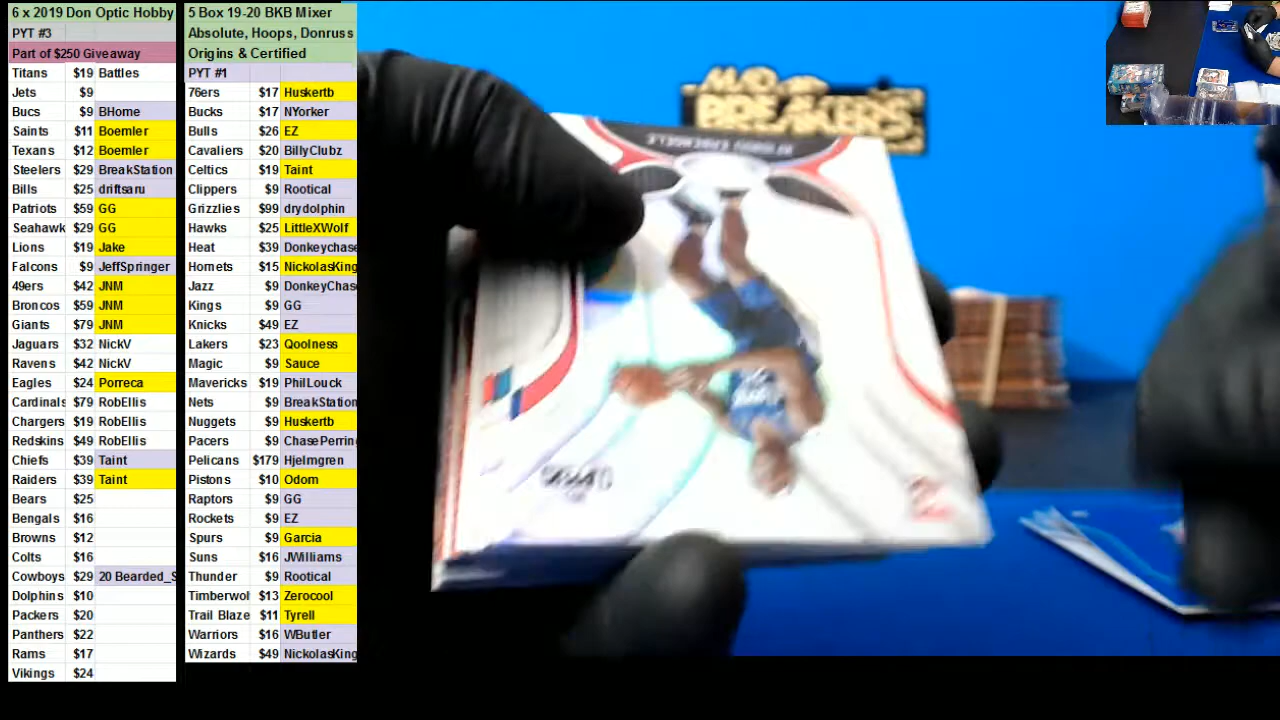 6 x 2019 Don Optic Hobby
PYT #3
Part of $250 Giveaway
Titans $19 Battles
Jets $9
Bucs $9 BHome
Saints $11 Boemler
Texans $12 Boemler
Steelers $29 BreakStation
Bills $25 driftsaru
Patriots $59 GG
Seahawk $29 GG
Lions $19 Jake
Falcons $9 JeffSpringer
49ers $42 JNM
Broncos $59 JNM
Giants $79 JNM
Jaguars $32 NickV
Ravens $42 NickV
Eagles $24 Porreca
Cardinals $79 RobEllis
Chargers $19 RobEllis
Redskins $49 RobEllis
Chiefs $39 Taint
Raiders $39 Taint
Bears $25
Bengals $16
Browns $12
Colts $16
Cowboys $29 20 Bearded_S
Dolphins $10
Packers $20
Panthers $22
Rams $17
Vikings $24
5 Box 19-20 BKB Mixer
Absolute, Hoops, Donruss
Origins & Certified
PYT #1
76ers $17 Huskertb
Bucks $17 NYorker
Bulls $26 EZ
Cavaliers $20 BillyClubz
Celtics $19 Taint
Clippers $9 Rootical
Grizzlies $99 drydolphin
Hawks $25 LittleXWolf
Heat $39 Donkeychase
Hornets $15 NickolasKing
Jazz $9 DonkeyChas
Kings $9 GG
Knicks $49 EZ
Lakers $23 Qoolness
Magic $9 Sauce
Mavericks $19 PhilLouck
Nets $9 BreakStation
Nuggets $9 Huskertb
Pacers $9 ChasePerrin
Pelicans $179 Hjelmgren
Pistons $10 Odom
Raptors $9 GG
Rockets $9 EZ
Spurs $9 Garcia
Suns $16 JWilliams
Thunder $9 Rootical
Timberwol $13 Zerocool
Trail Blaze $11 Tyrell
Warriors $16 WButler
Wizards $49 NickolasKing
BREAKERS